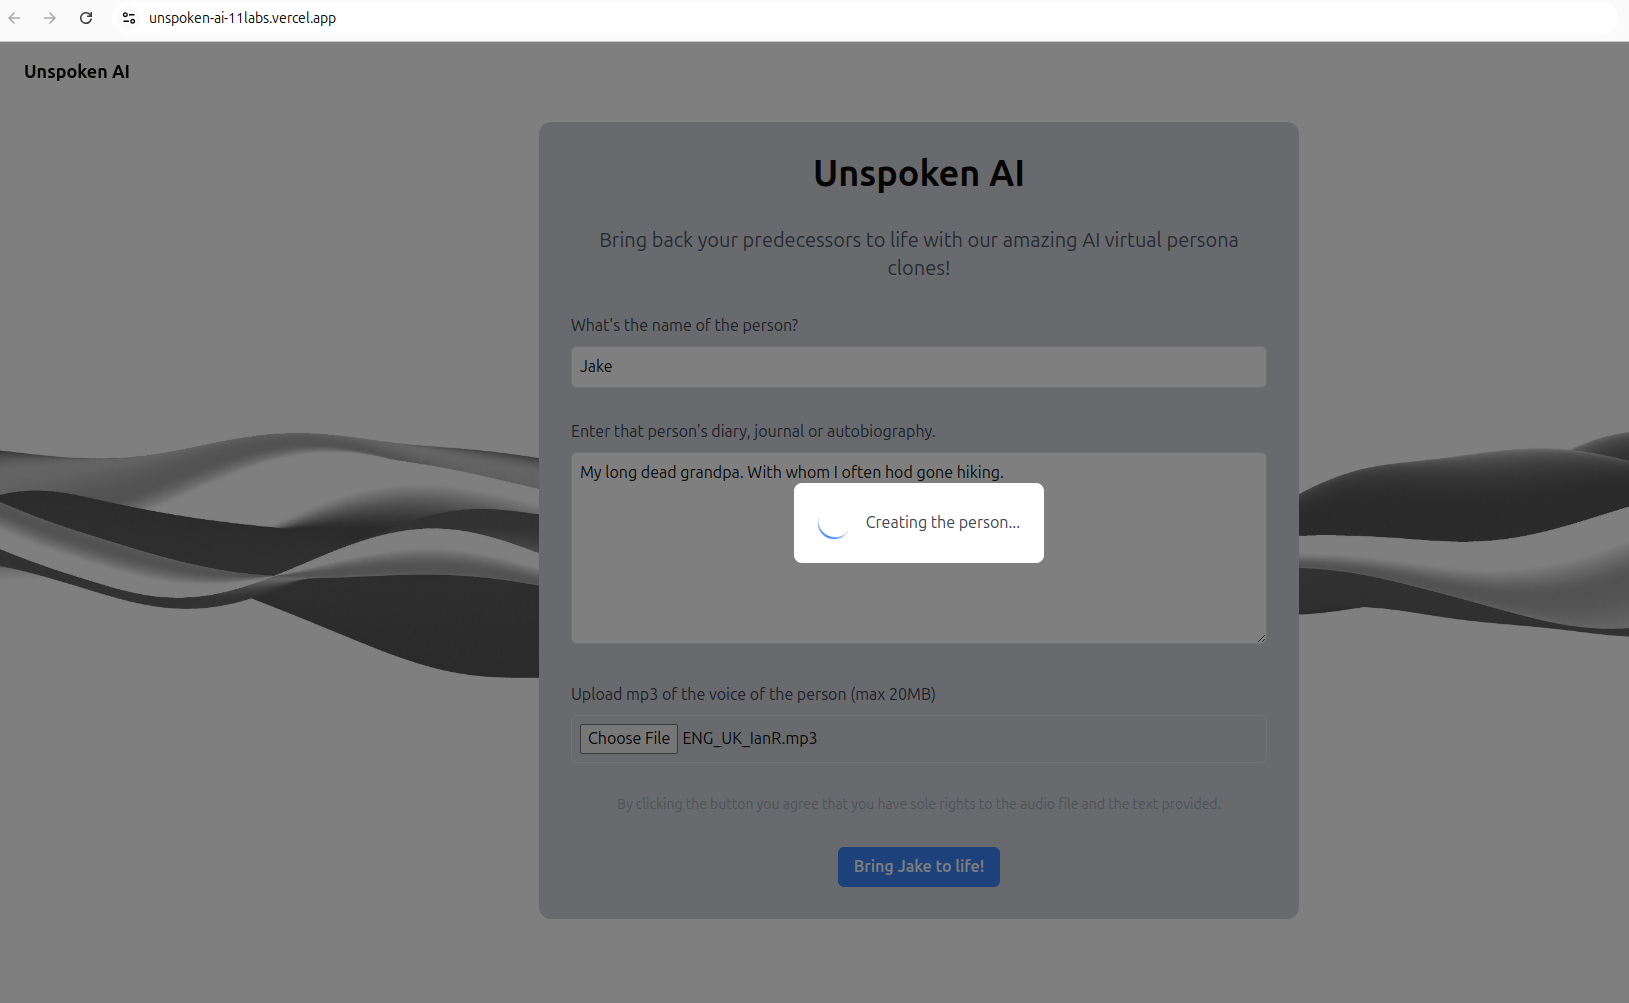 unspoken-ai-11labs.vercel.app
Unspoken AI
Unspoken AI
Bring back your predecessors to life with our amazing AI virtual persona
clones!
What's the name of the person?
Jake
Enter that person's diary, journal or autobiography.
My long dead grandpa. With whom I often hod gone hiking.
Creating the person...
Upload mp3 of the voice of the person (max 20MB)
Choose File ENG_UK_IanR.mp3
By clicking the button you agree that you have sole rights to the audio file and the text provided.
Bring Jake to life!